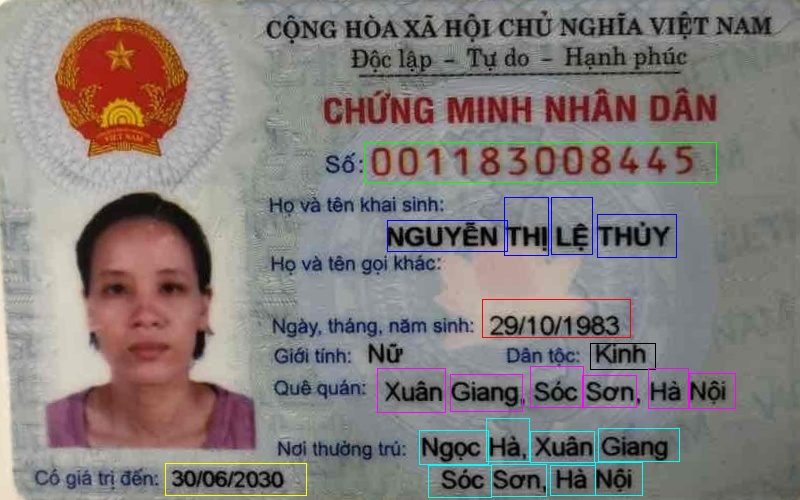 CỘNG HÒA XÃ HỘI CHỦ NGHĨA VIỆT NAM
Độc lập - Tự do - Hạnh phúc
CHỨNG MINH NHÂN DÂN
Số: 001183008445
Họ và tên khai sinh:
NGUYỄN THỊ LỆ THỦY
Họ và tên gọi khác:
Ngày, tháng, năm sinh: 29/10/1983
Giới tính: Nữ Dân tộc: Kinh
Quê quán: Xuân Giang, Sóc Sơn, Hà Nội
Nơi thường trú: Ngọc Hà, Xuân Giang
Sóc Sơn, Hà Nội
Có giá trị đến: 30/06/2030